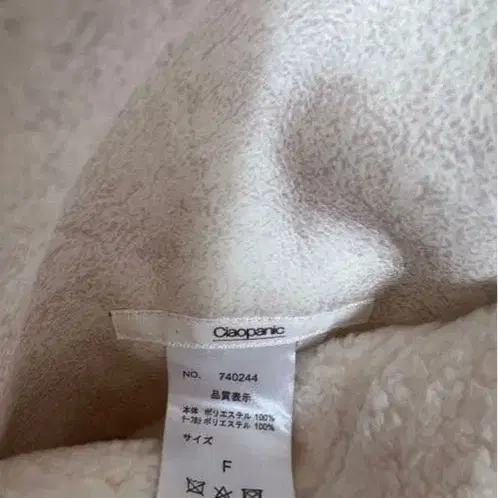 Ciaopanic
NO. 740244
品質表示
本体 ポリエステル 100%
ポリエステル 100%
サイズ
F